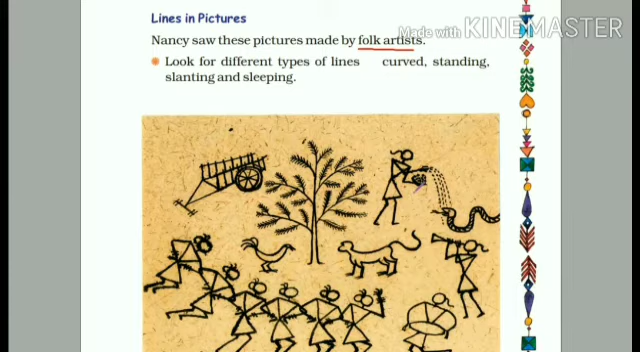 Lines in Pictures
Made with KINEMASTER
Nancy saw these pictures made by folk artists.
Look for different types of lines curved, standing,
slanting and sleeping.